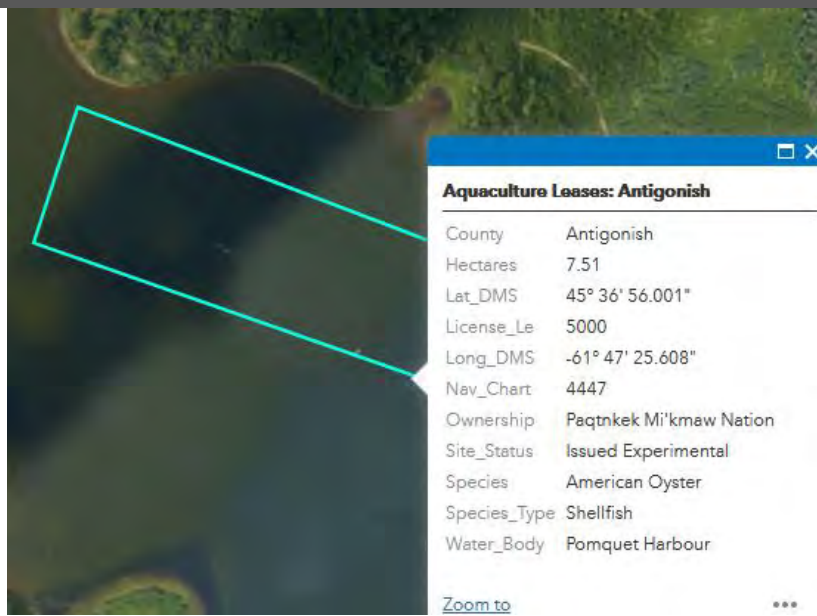 Aquaculture Leases: Antigonish
County Antigonish
Hectares 7.51
Lat_DMS 45° 36' 56.001"
License_Le 5000
Long_DMS -61° 47' 25.608"
Nav_Chart 4447
Ownership Paqtnkek Mi'kmaw Nation
Site_Status Issued Experimental
Species American Oyster
Species_Type Shellfish
Water_Body Pomquet Harbour
Zoom to